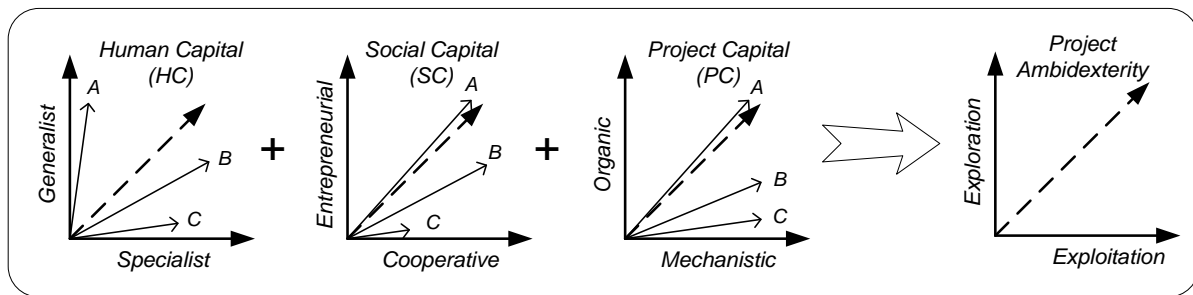 Human Capital
(HC)
A
B
C
Generalist
Specialist
+
Social Capital
(SC)
A
B
C
Entrepreneurial
Cooperative
+
Project Capital
(PC)
A
B
C
Organic
Mechanistic
Project
Ambidexterity
Exploration
Exploitation